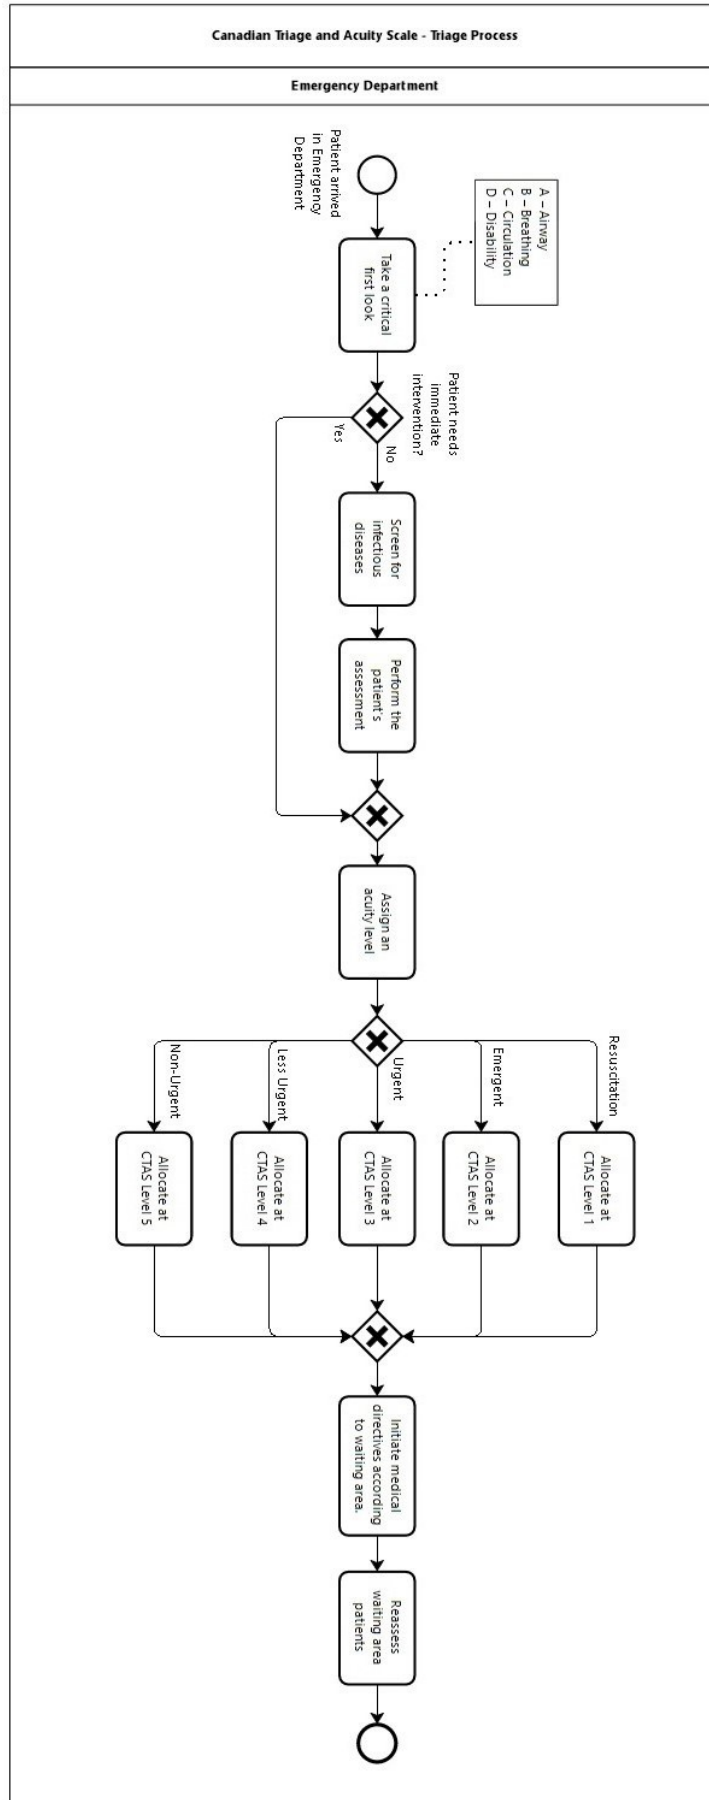 Canadian Triage and Acuity Scale - Triage Process
Emergency Department
Patient arrived
in Emergency
Department
A – Airway
B – Breathing
C – Circulation
D – Disability
Take a critical
first look
Patient needs
immediate
intervention?
Yes
No
Screen for
infectious
diseases
Perform the
patient's
assessment
Assign an
acuity level
Resuscitation
Emergent
Urgent
Less Urgent
Non-Urgent
Allocate at
CTAS Level 1
Allocate at
CTAS Level 2
Allocate at
CTAS Level 3
Allocate at
CTAS Level 4
Allocate at
CTAS Level 5
Initiate medical
directives according
to waiting area.
Reassess
waiting area
patients